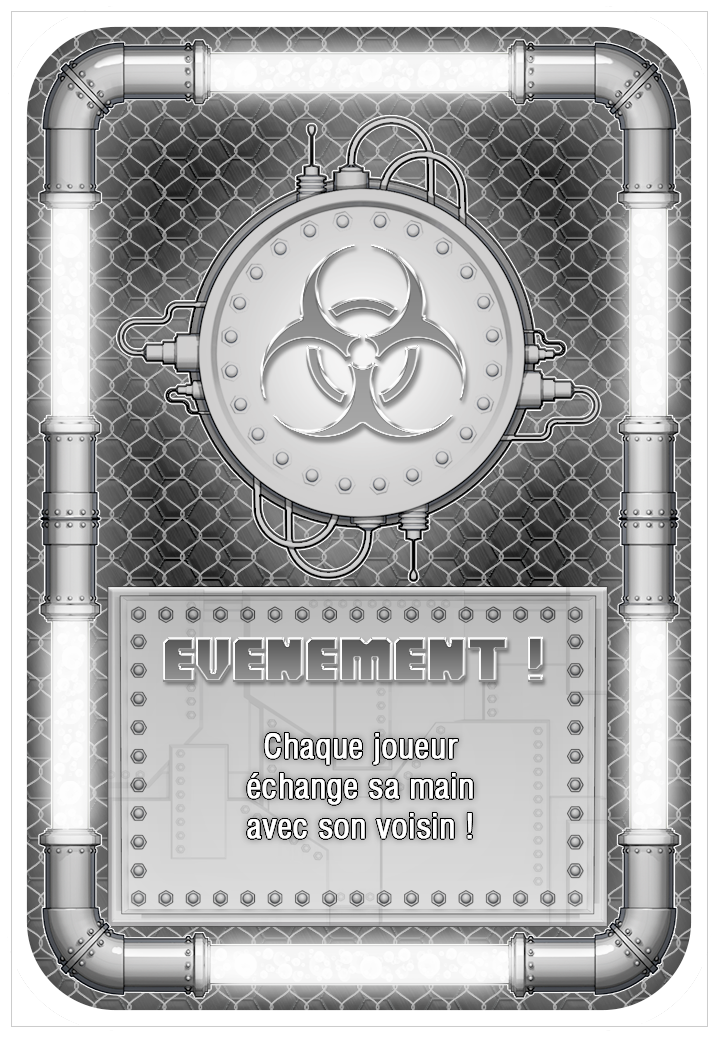 EVENEMENT !
Chaque joueur
échange sa main
avec son voisin !